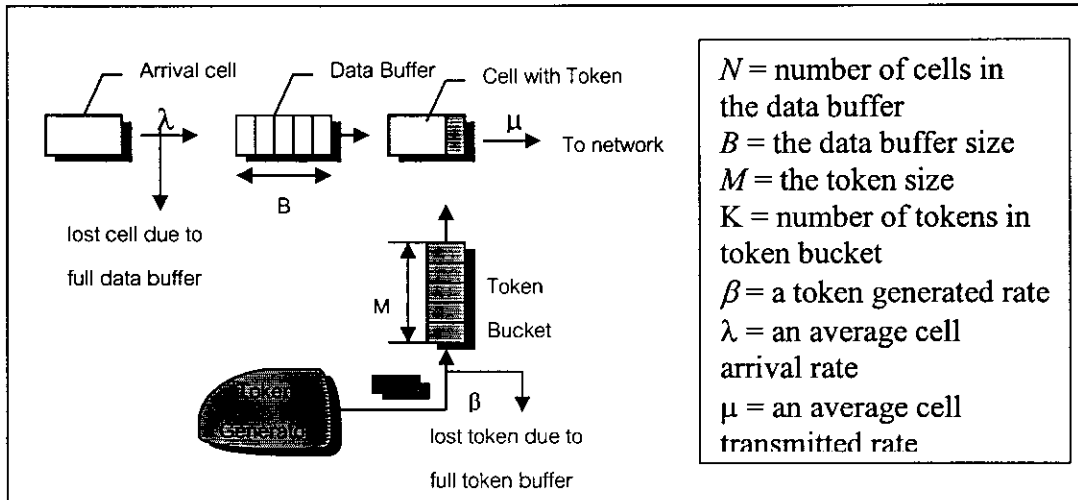 Arrival cell
Data Buffer
Cell with Token
λ
μ
To network
B
lost cell due to
full data buffer
M
Token
Bucket
Token
Generator
β
lost token due to
full token buffer
N = number of cells in
the data buffer
B = the data buffer size
M = the token size
K = number of tokens in
token bucket
β = a token generated rate
λ = an average cell
arrival rate
μ = an average cell
transmitted rate